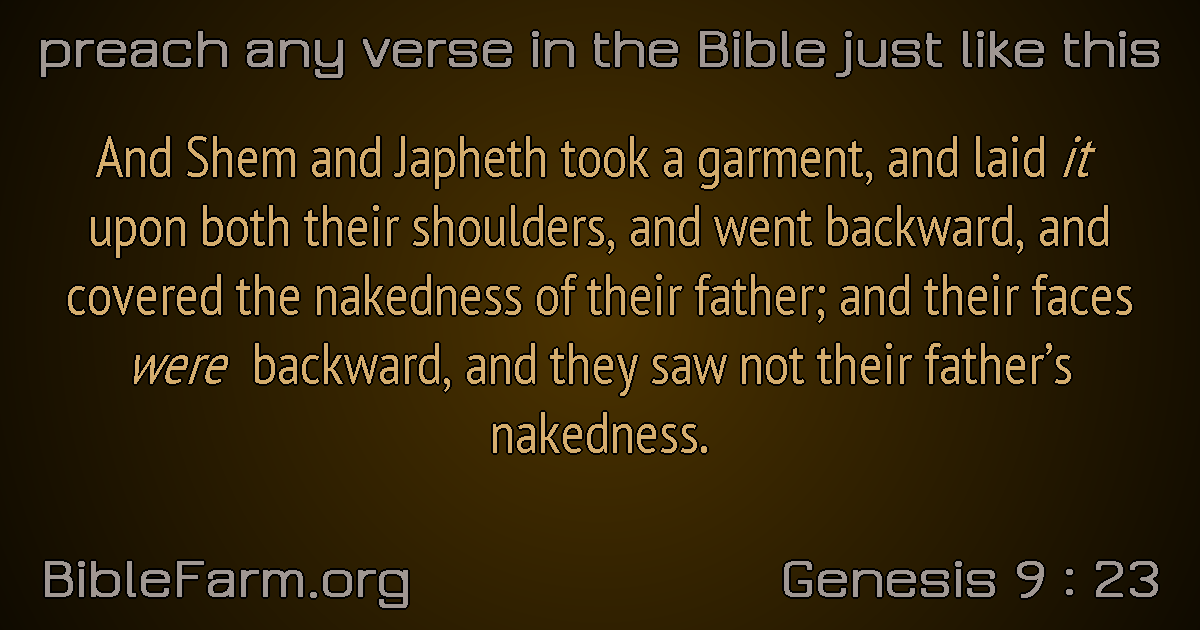 preach any verse in the Bible just like this
And Shem and Japheth took a garment, and laid it
upon both their shoulders, and went backward, and
covered the nakedness of their father; and their faces
were backward, and they saw not their father’s
nakedness.
BibleFarm.org
Genesis 9 : 23